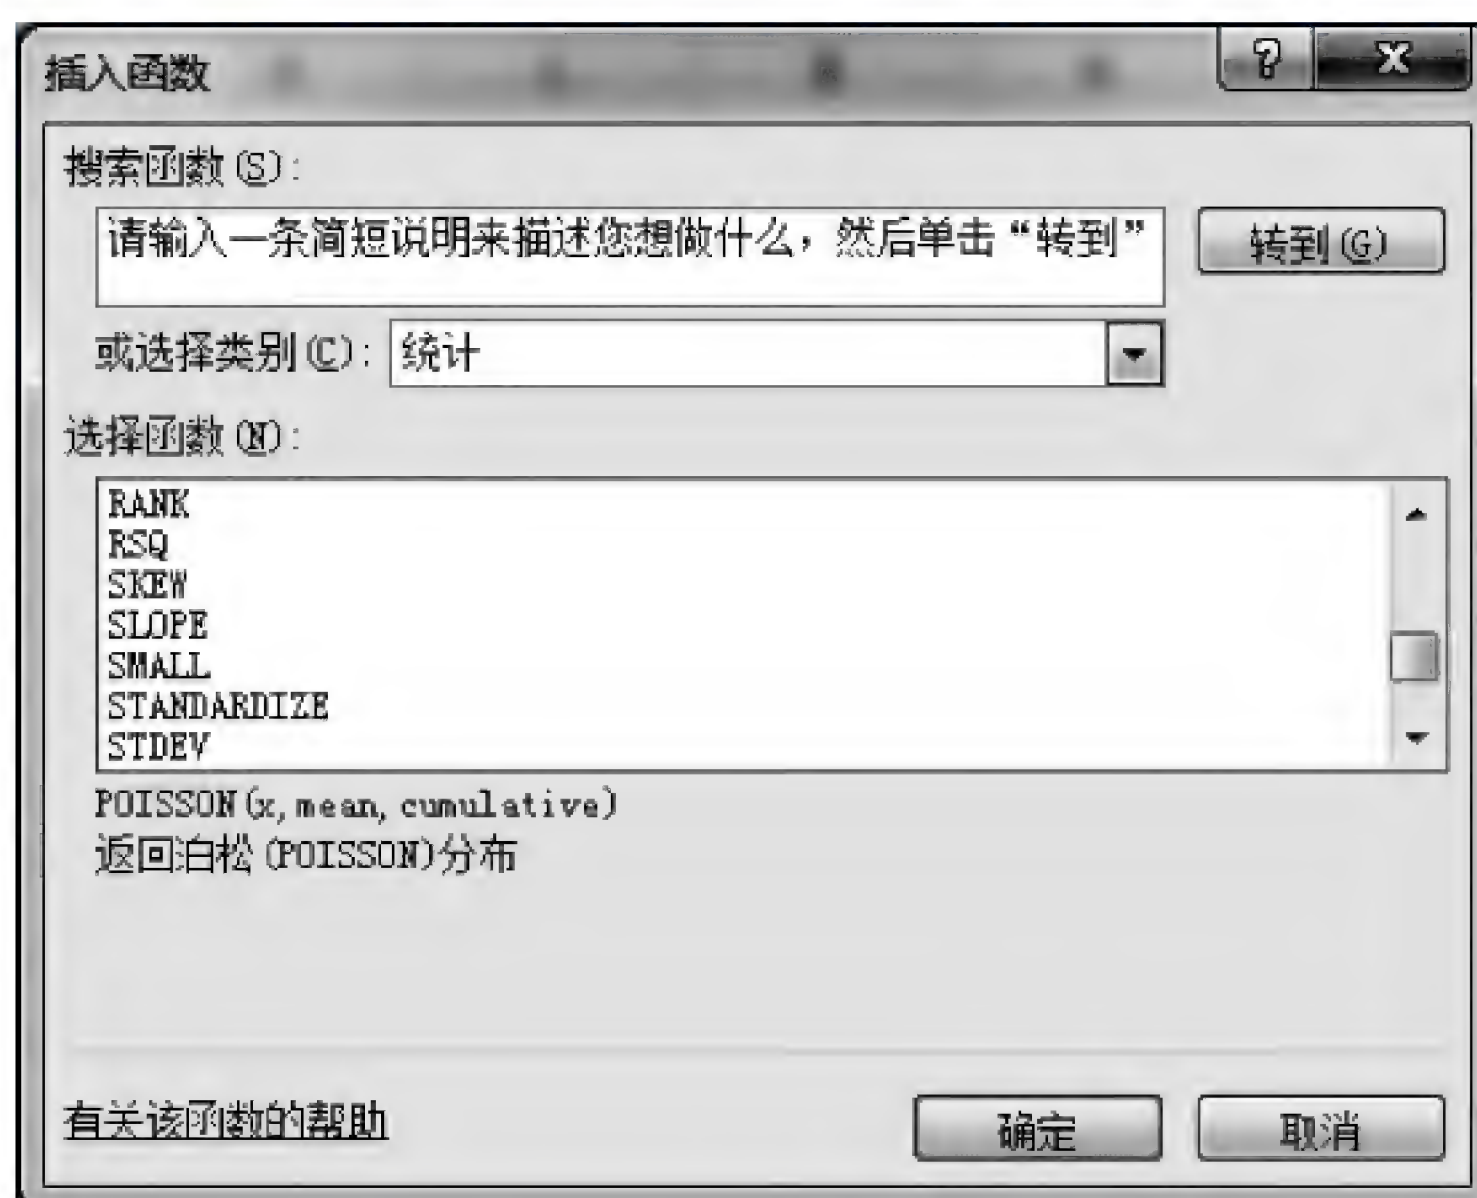 插入函数
搜索函数(S):
请输入一条简短说明来描述您想做什么，然后单击“转到”
转到(G)
或选择类别(C): 统计
选择函数(N):
RANK
RSQ
SKEW
SLOPE
SMALL
STANDARDIZE
STDEV
POISSON(x,mean,cumulative)
返回泊松(POISSON)分布
有关该函数的帮助
确定
取消